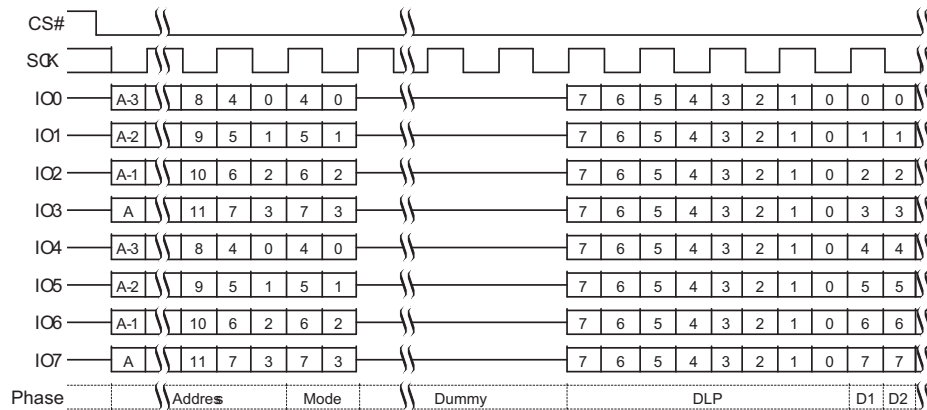 CS#
SCK
IO0 A-3 8 4 0 4 0 7 6 5 4 3 2 1 0 0 0
IO1 A-2 9 5 1 5 1 7 6 5 4 3 2 1 0 1 1
IO2 A-1 10 6 2 6 2 7 6 5 4 3 2 1 0 2 2
IO3 A 11 7 3 7 3 7 6 5 4 3 2 1 0 3 3
IO4 A-3 8 4 0 4 0 7 6 5 4 3 2 1 0 4 4
IO5 A-2 9 5 1 5 1 7 6 5 4 3 2 1 0 5 5
IO6 A-1 10 6 2 6 2 7 6 5 4 3 2 1 0 6 6
IO7 A 11 7 3 7 3 7 6 5 4 3 2 1 0 7 7
Phase Address Mode Dummy DLP D1 D2